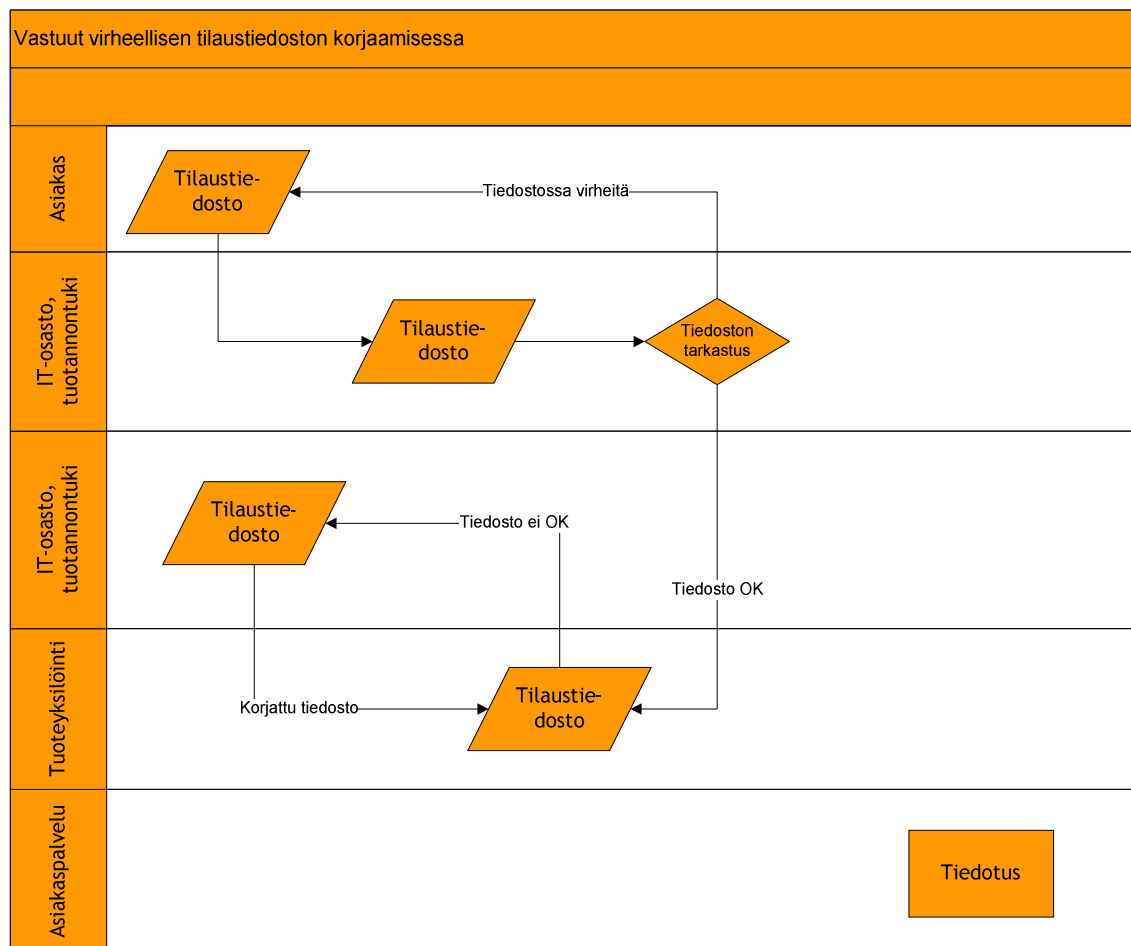 Vastuut virheellisen tilaustiedoston korjaamisessa
Asiakas
Tilaustie-
dosto
Tiedostossa virheitä
IT-osasto,
tuotannontuki
Tilaustie-
dosto
Tiedoston
tarkastus
IT-osasto,
tuotannontuki
Tilaustie-
dosto
Tiedosto ei OK
Tiedosto OK
Tuoteyksilöinti
Korjattu tiedosto
Tilaustie-
dosto
Asiakaspalvelu
Tiedotus